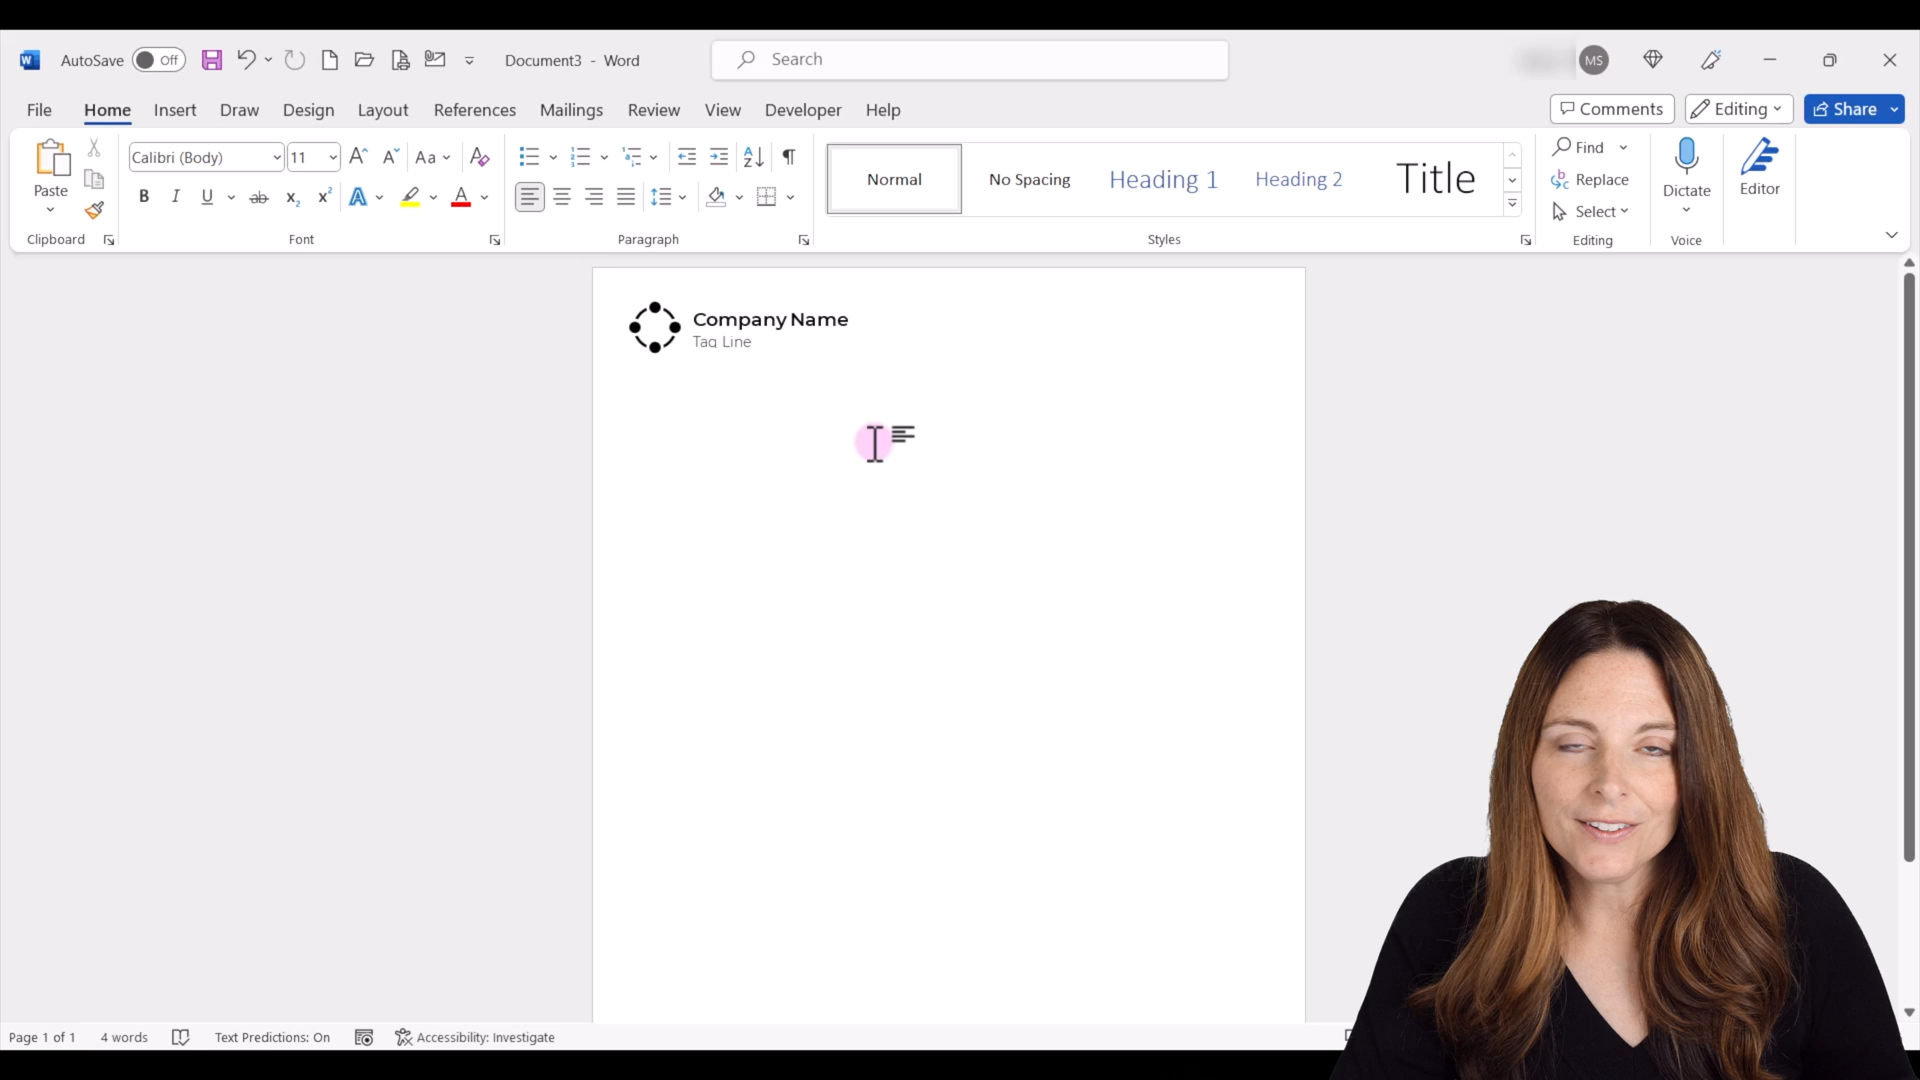 AutoSave Off Document3 - Word Search MS
File Home Insert Draw Design Layout References Mailings Review View Developer Help Comments Editing Share
Paste
Calibri (Body) 11 Aa
Normal No Spacing Heading 1 Heading 2 Title
Find
Replace
Select
Dictate
Editor
Clipboard Font Paragraph Styles Editing Voice
Company Name
Tag Line
Page 1 of 1 4 words Text Predictions: On Accessibility: Investigate